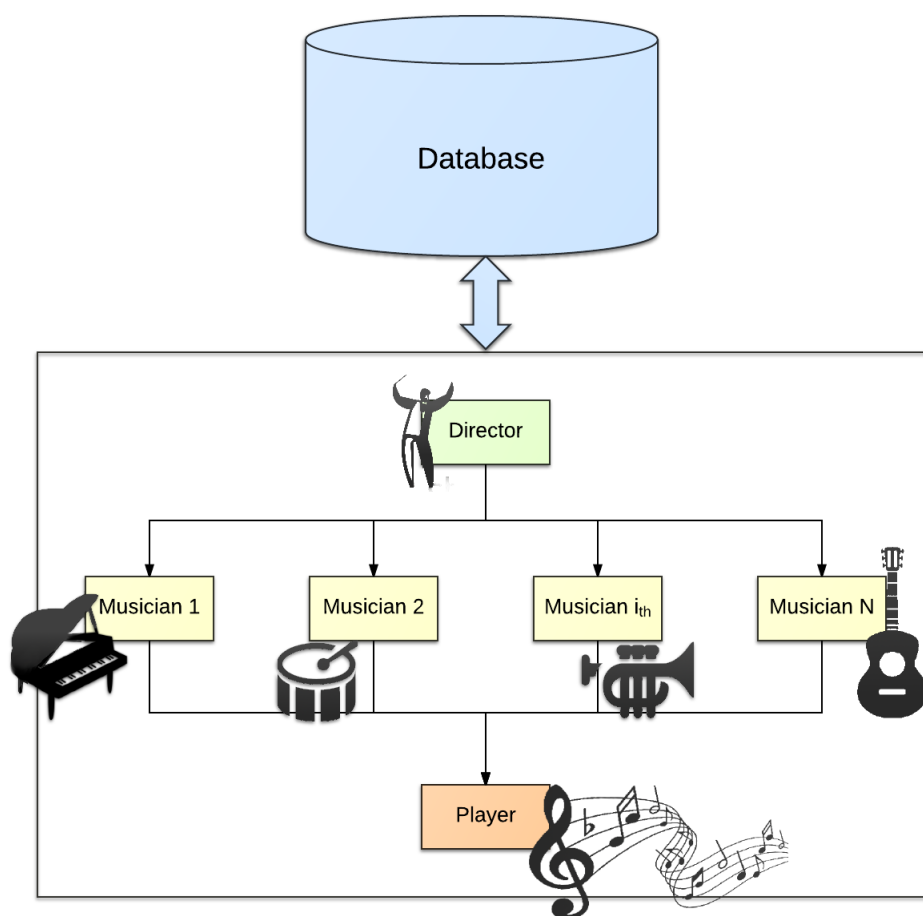 Database
Director
Musician 1
Musician 2
Musician ith
Musician N
Player